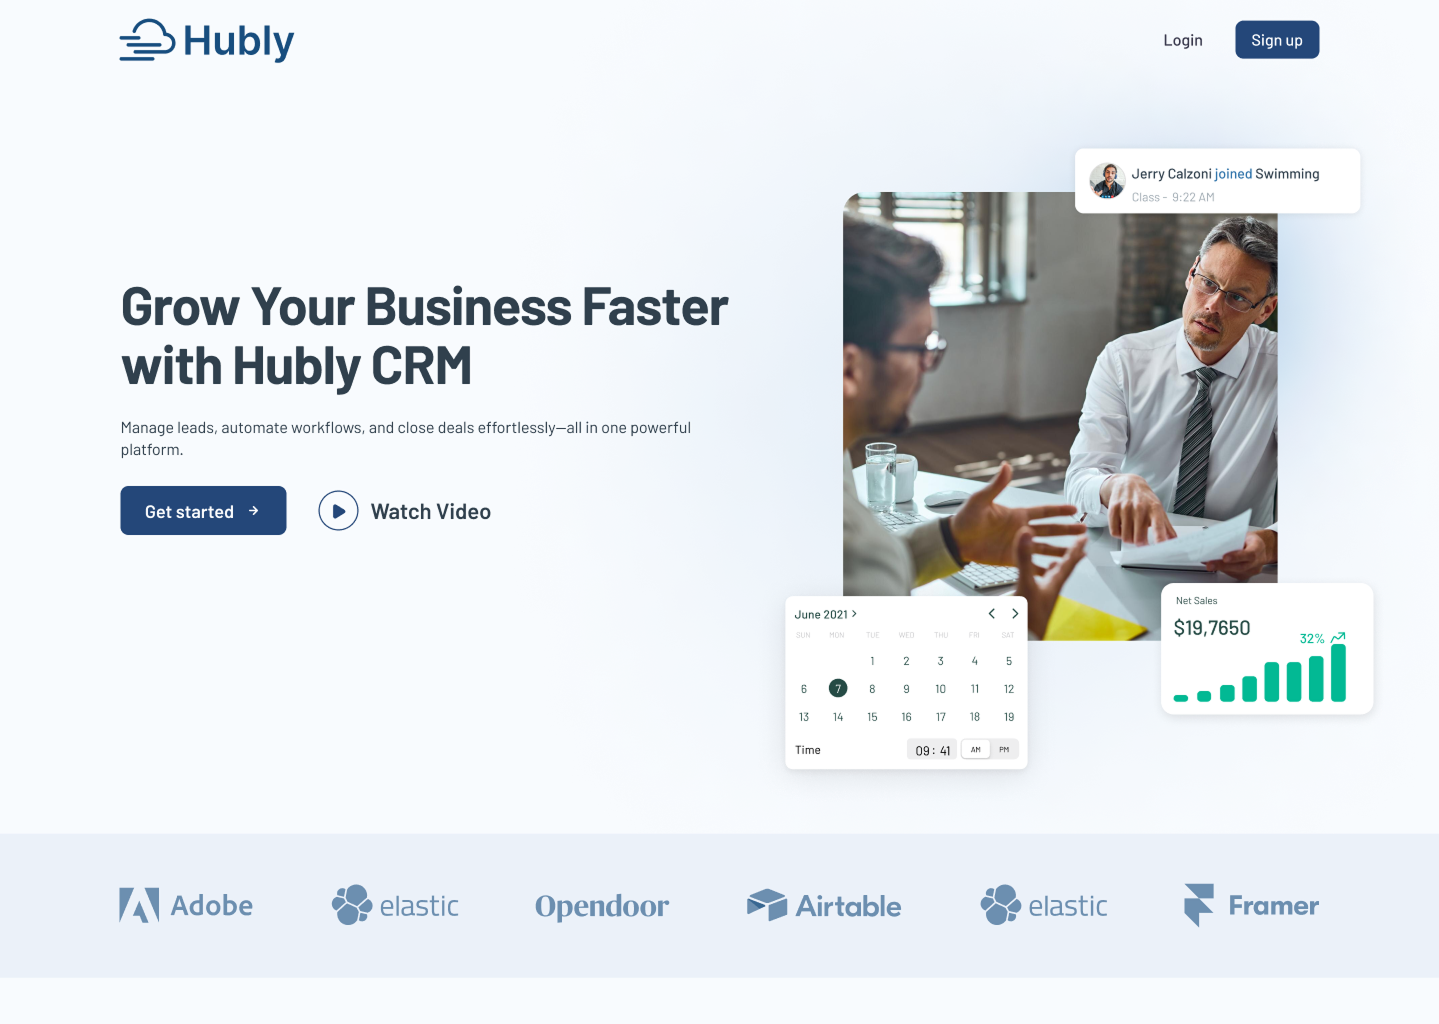 Hubly
Login
Sign up
Jerry Calzoni joined Swimming
Class - 9:22 AM
Grow Your Business Faster
with Hubly CRM
Manage leads, automate workflows, and close deals effortlessly—all in one powerful
platform.
Get started
Watch Video
June 2021
SUN MON TUE WED THU FRI SAT
1 2 3 4 5
6 7 8 9 10 11 12
13 14 15 16 17 18 19
Time 09 : 41 AM PM
Net Sales
$19,7650
32%
Adobe
elastic
Opendoor
Airtable
elastic
Framer